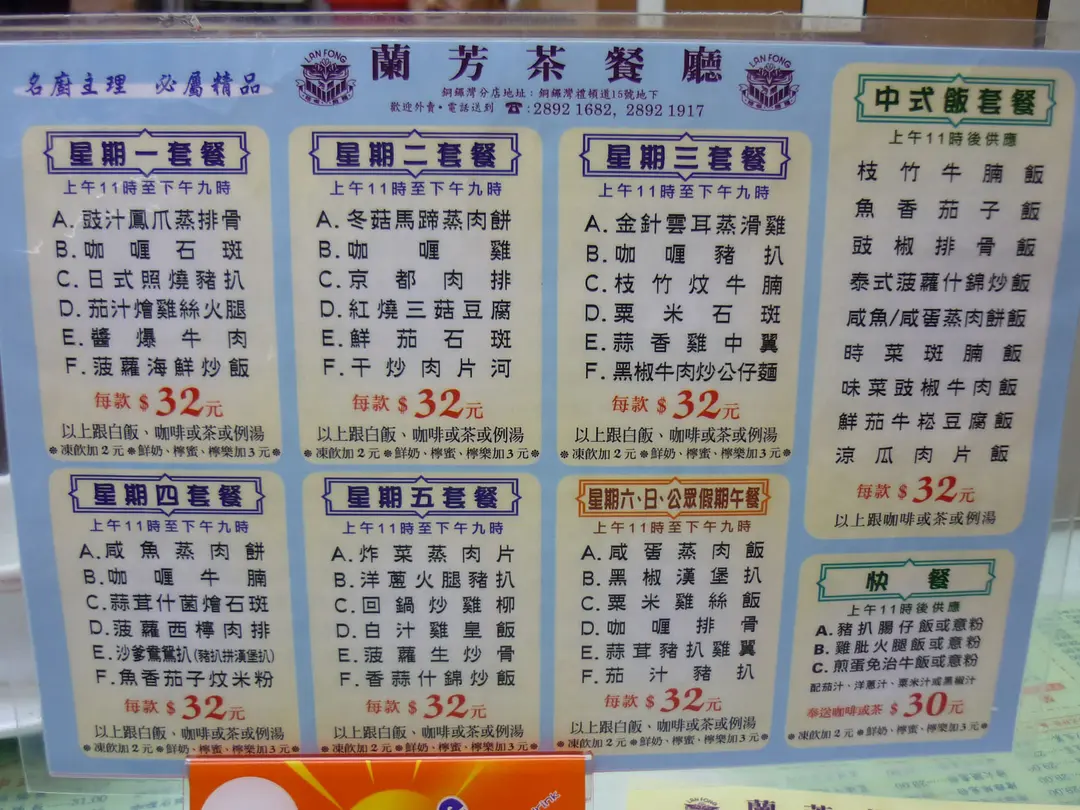 名廚主理 必屬精品
LAN FONG
蘭芳茶餐廳
LAN FONG
銅鑼灣分店地址：銅鑼灣禮頓道15號地下
歡迎外賣・電話送到 ☎:2892 1682, 2892 1917
星期一套餐
上午11時至下午九時
A.豉汁鳳爪蒸排骨
B.咖喱石斑
C.日式照燒豬扒
D.茄汁燴雞絲火腿
E.醬爆牛肉
F.菠蘿海鮮炒飯
每款 $ 32元
以上跟白飯、咖啡或茶或例湯
凍飲加2元 鮮奶、檸蜜、檸樂加3元
星期二套餐
上午11時至下午九時
A.冬菇馬蹄蒸肉餅
B.咖喱雞
C.京都肉排
D.紅燒三菇豆腐
E.鮮茄石斑
F.干炒肉片河
每款 $ 32元
以上跟白飯、咖啡或茶或例湯
凍飲加2元 鮮奶、檸蜜、檸樂加3元
星期三套餐
上午11時至下午九時
A.金針雲耳蒸滑雞
B.咖喱豬扒
C.枝竹炆牛腩
D.粟米石斑
E.蒜香雞中翼
F.黑椒牛肉炒公仔麵
每款 $ 32元
以上跟白飯、咖啡或茶或例湯
凍飲加2元 鮮奶、檸蜜、檸樂加3元
中式飯套餐
上午11時後供應
枝竹牛腩飯
魚香茄子飯
豉椒排骨飯
泰式菠蘿什錦炒飯
咸魚/咸蛋蒸肉餅飯
時菜斑腩飯
味菜豉椒牛肉飯
鮮茄牛崧豆腐飯
涼瓜肉片飯
每款 $ 32元
以上跟咖啡或茶或例湯
星期四套餐
上午11時至下午九時
A.咸魚蒸肉餅
B.咖喱牛腩
C.蒜茸什菌燴石斑
D.菠蘿西檸肉排
E.沙爹鴛鴦扒(豬扒拼漢堡扒)
F.魚香茄子炆米粉
每款 $ 32元
以上跟白飯、咖啡或茶或例湯
凍飲加2元 鮮奶、檸蜜、檸樂加3元
星期五套餐
上午11時至下午九時
A.炸菜蒸肉片
B.洋蔥火腿豬扒
C.回鍋炒雞柳
D.白汁雞皇飯
E.菠蘿生炒骨
F.香蒜什錦炒飯
每款 $ 32元
以上跟白飯、咖啡或茶或例湯
凍飲加2元 鮮奶、檸蜜、檸樂加3元
星期六、日、公眾假期午餐
上午11時至下午九時
A.咸蛋蒸肉飯
B.黑椒漢堡扒
C.粟米雞絲飯
D.咖喱排骨
E.蒜茸豬扒雞翼
F.茄汁豬扒
每款 $ 32元
以上跟白飯、咖啡或茶或例湯
凍飲加2元 鮮奶、檸蜜、檸樂加3元
快餐
上午11時後供應
A.豬扒腸仔飯或意粉
B.雞肶火腿飯或意粉
C.煎蛋免治牛飯或意粉
配茄汁、洋蔥汁、粟米汁或黑椒汁
奉送咖啡或茶 $ 30元
凍飲加2元 鮮奶、檸蜜、檸樂加3元
rink
蘭芳茶